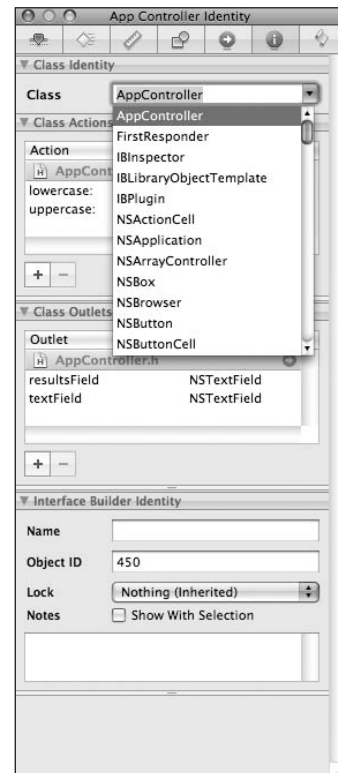 App Controller Identity
Class Identity
Class AppController
AppController
Class Actions
FirstResponder
Action
IBInspector
AppCont
IBLibraryObjectTemplate
lowercase:
IBPlugin
uppercase:
NSActionCell
NSApplication
NSArrayController
NSBox
NSBrowser
Class Outlets
NSButton
Outlet
NSButtonCell
AppController.h
resultsField NSTextField
textField NSTextField
Interface Builder Identity
Name
Object ID 450
Lock Nothing (Inherited)
Notes Show With Selection